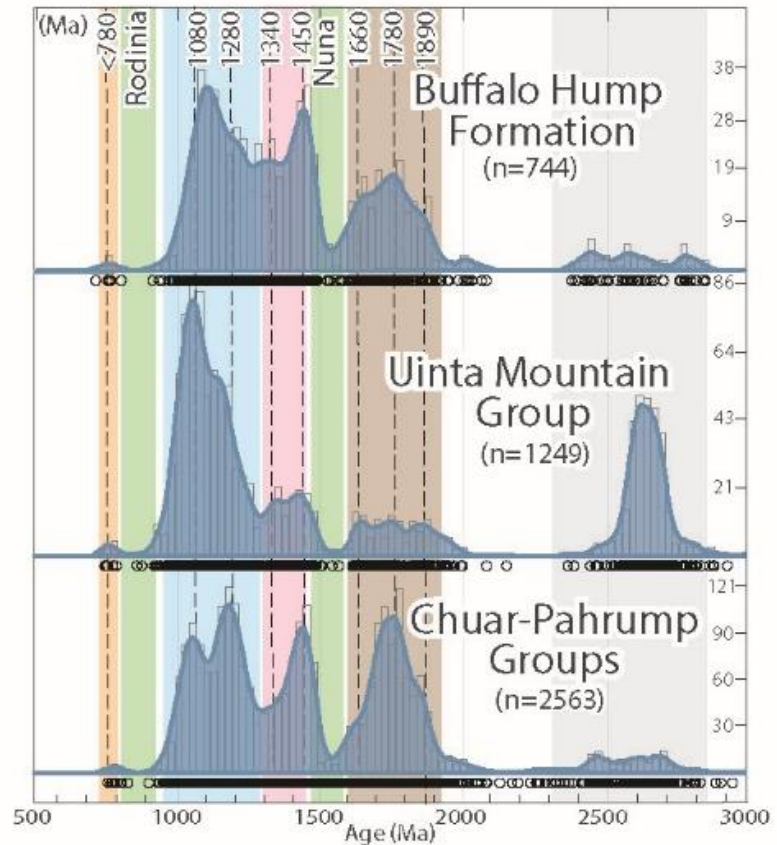 (Ma)
<780
Rodinia
1080
1280
1340
1450
Nuna
1660
1780
1890
Buffalo Hump
Formation
(n=744)
38
28
19
9
Uinta Mountain
Group
(n=1249)
86
64
43
21
Chuar-Pahrump
Groups
(n=2563)
121
90
60
30
500 1000 1500 2000 2500 3000
Age (Ma)